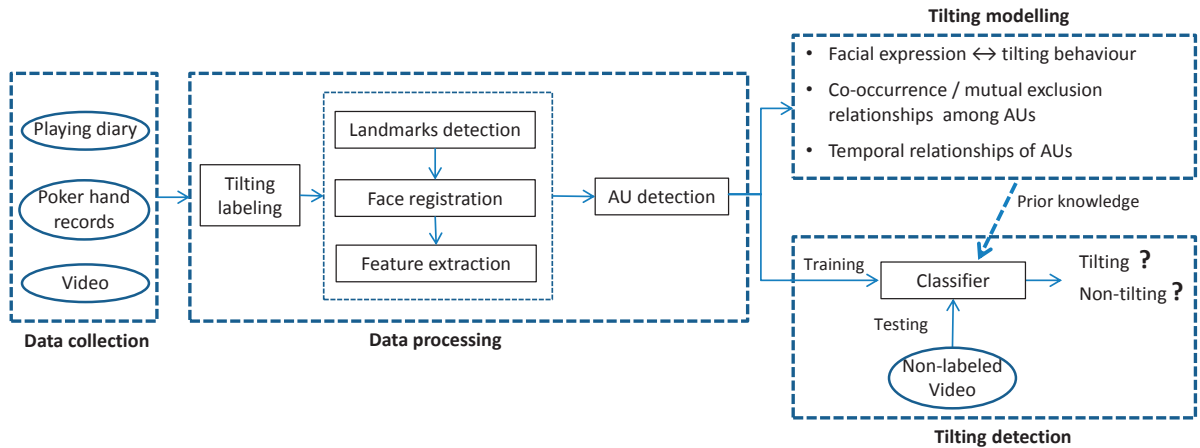 Playing diary
Poker hand
records
Video
Data collection
Tilting
labeling
Landmarks detection
Face registration
Feature extraction
AU detection
Data processing
Tilting modelling
• Facial expression ↔ tilting behaviour
• Co-occurrence / mutual exclusion
relationships among AUs
• Temporal relationships of AUs
Prior knowledge
Training
Classifier
Tilting ?
Non-tilting ?
Testing
Non-labeled
Video
Tilting detection